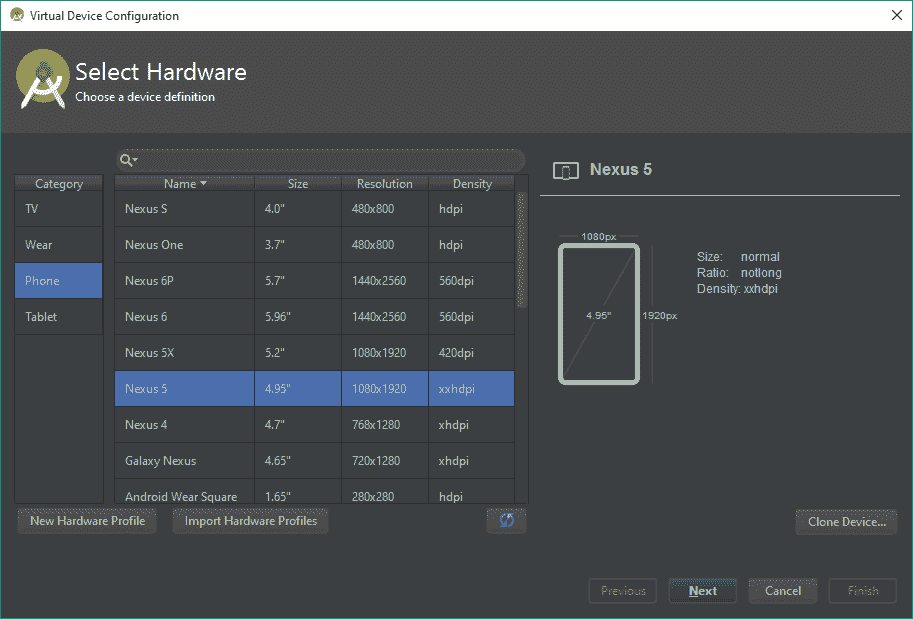 Virtual Device Configuration
Select Hardware
Choose a device definition
Category
TV
Wear
Phone
Tablet
Name Size Resolution Density
Nexus S 4.0" 480x800 hdpi
Nexus One 3.7" 480x800 hdpi
Nexus 6P 5.7" 1440x2560 560dpi
Nexus 6 5.96" 1440x2560 560dpi
Nexus 5X 5.2" 1080x1920 420dpi
Nexus 5 4.95" 1080x1920 xxhdpi
Nexus 4 4.7" 768x1280 xhdpi
Galaxy Nexus 4.65" 720x1280 xhdpi
Android Wear Square 1.65" 280x280 hdpi
New Hardware Profile
Import Hardware Profiles
Nexus 5
1080px
4.95"
1920px
Size: normal
Ratio: notlong
Density: xxhdpi
Clone Device...
Previous
Next
Cancel
Finish